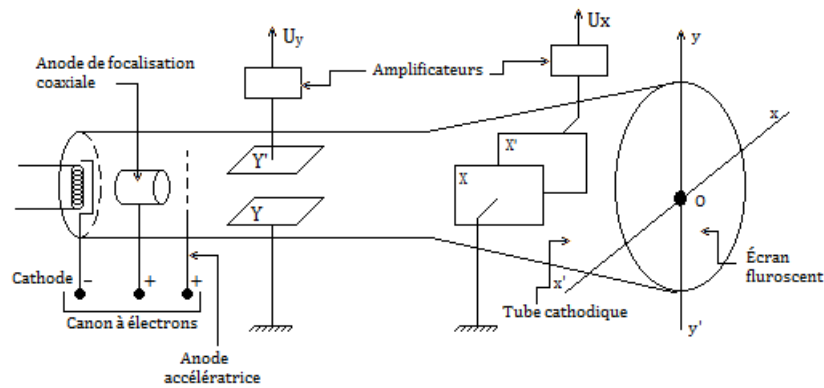 Uy
Ux
y
Anode de focalisation
coaxiale
Amplificateurs
x
Y'
X'
X
Y
O
Écran
fluroscent
Cathode
-
+
+
x'
Tube cathodique
Canon à électrons
y'
Anode
accélératrice